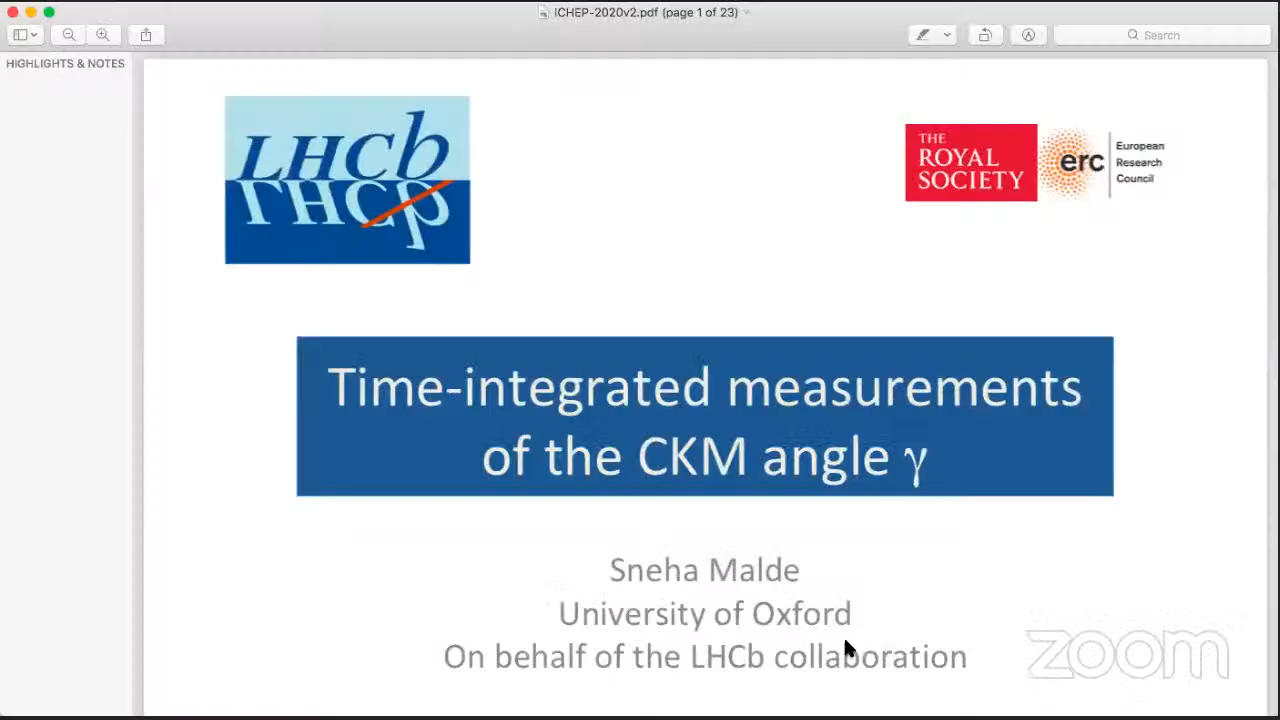 iCHEP-2020v2.pdf (page 1 of 23)
Search
HIGHLIGHTS & NOTES
LHCb
LHCb
THE
ROYAL
SOCIETY
erc
European
Research
Council
Time-integrated measurements
of the CKM angle γ
Sneha Malde
University of Oxford
On behalf of the LHCb collaboration
zoom